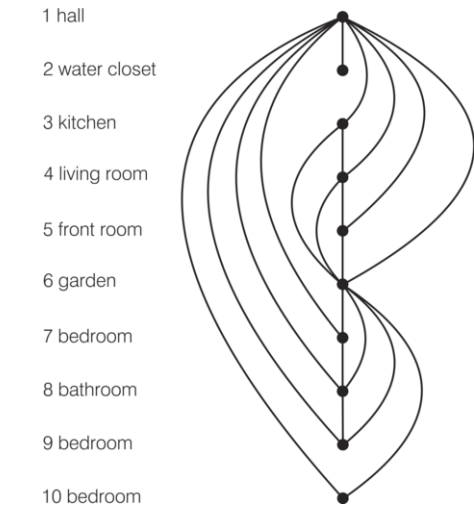 1 hall
2 water closet
3 kitchen
4 living room
5 front room
6 garden
7 bedroom
8 bathroom
9 bedroom
10 bedroom